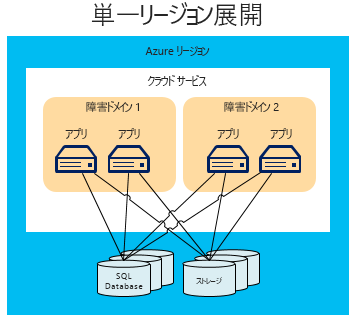 単一リージョン展開
Azure リージョン
クラウド サービス
障害ドメイン 1
障害ドメイン 2
アプリ
アプリ
アプリ
アプリ
SQL
Database
ストレージ